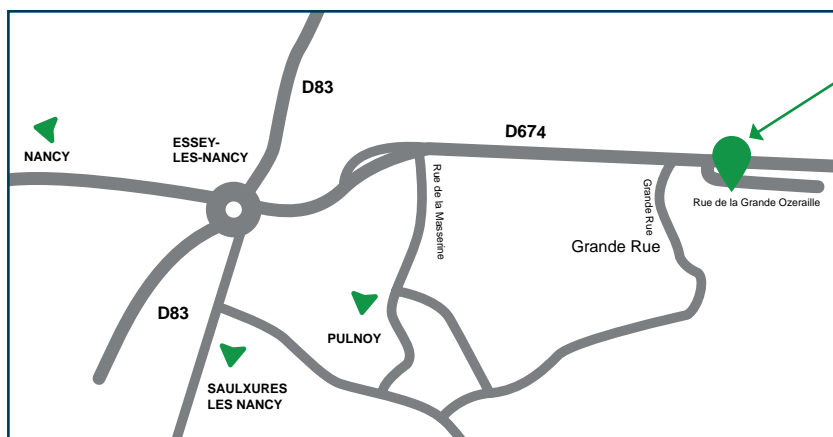 D83
D674
ESSEY-
LES-NANCY
NANCY
Rue de la Masserine
Grande Rue
Rue de la Grande Ozeraille
Grande Rue
D83
PULNOY
SAULXURES
LES NANCY